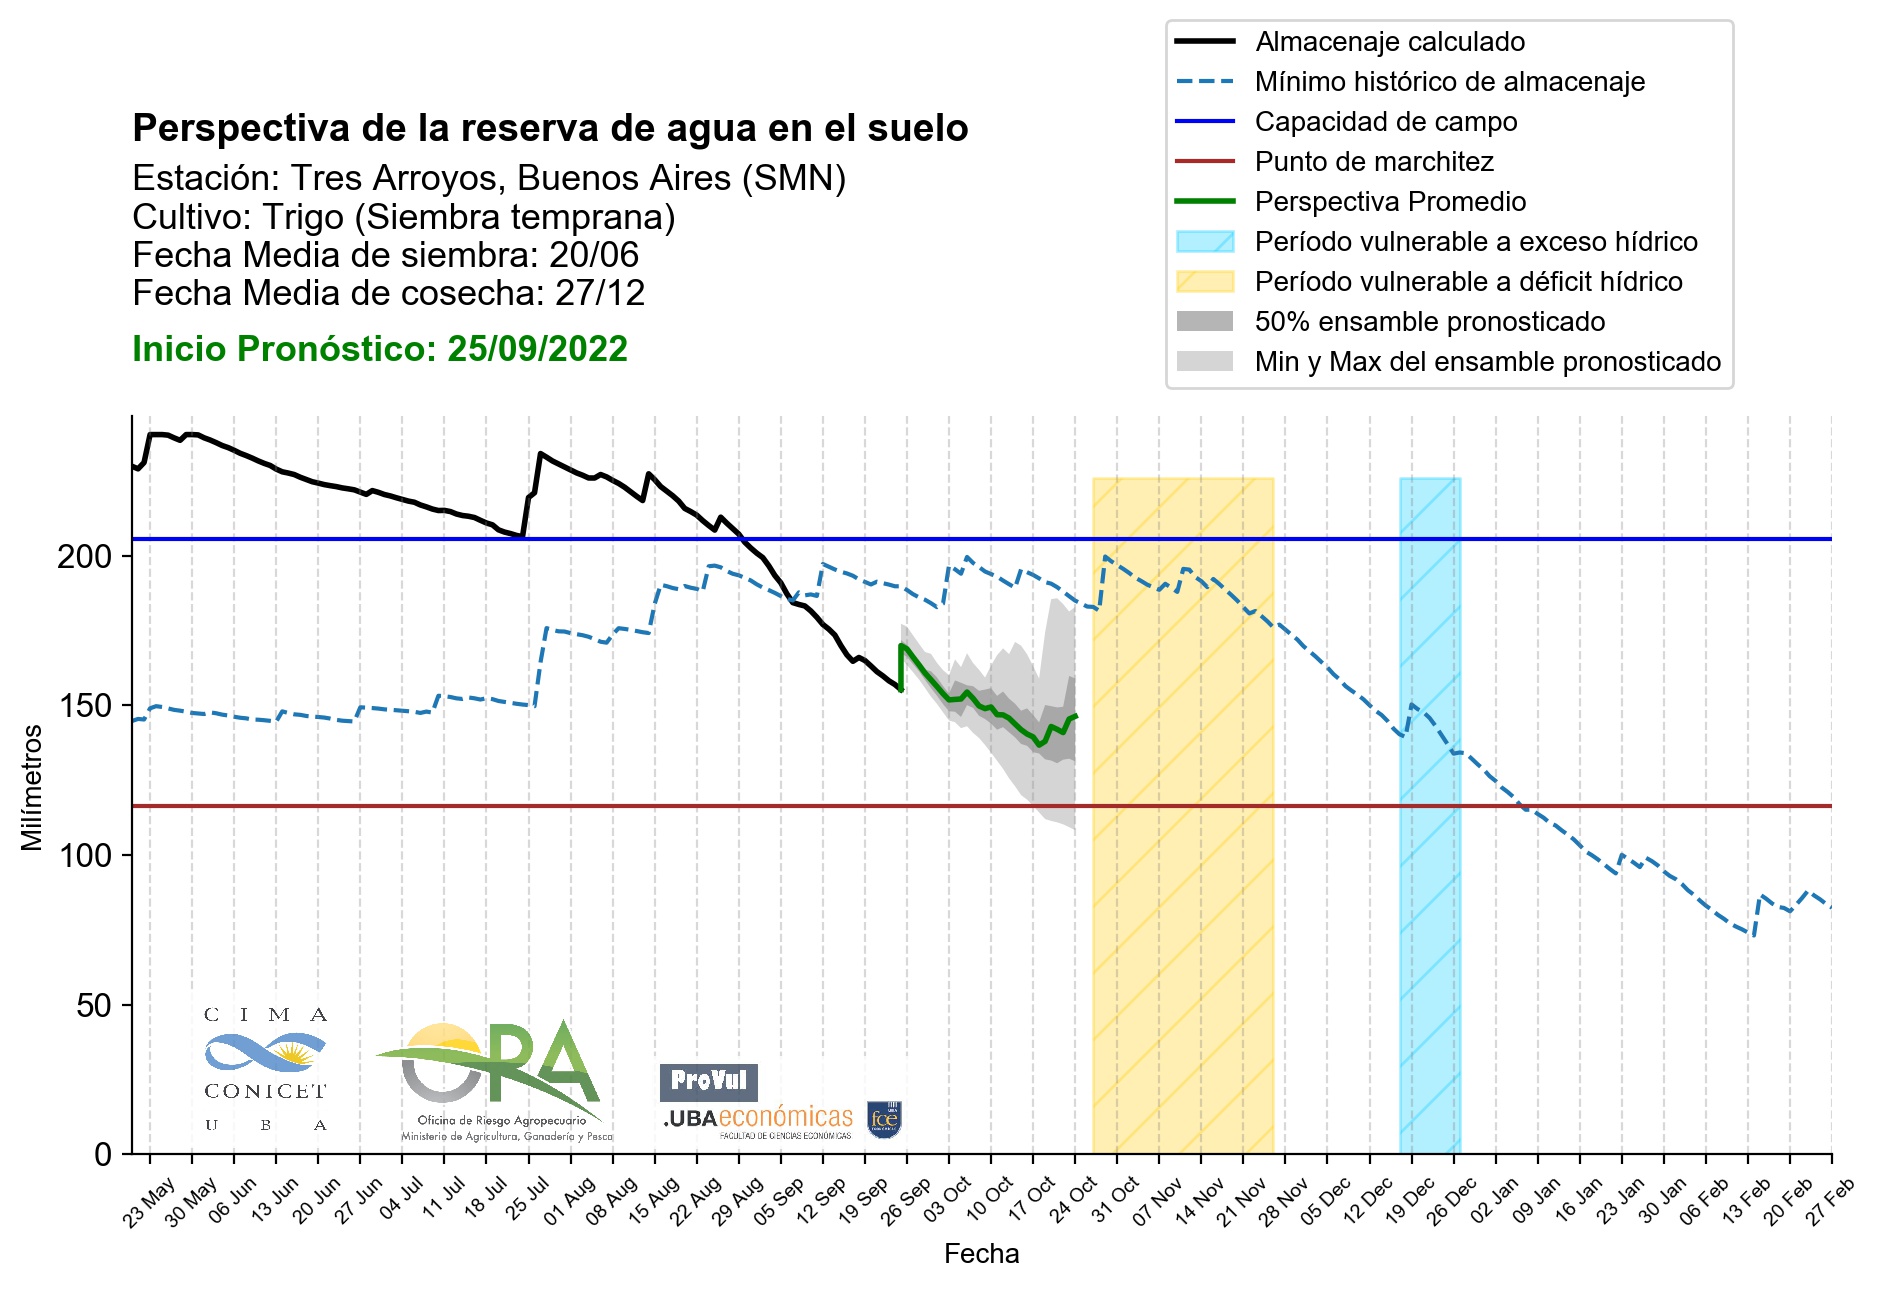 Almacenaje calculado
Mínimo histórico de almacenaje
Capacidad de campo
Punto de marchitez
Perspectiva Promedio
Período vulnerable a exceso hídrico
Período vulnerable a déficit hídrico
50% ensamble pronosticado
Min y Max del ensamble pronosticado
Perspectiva de la reserva de agua en el suelo
Estación: Tres Arroyos, Buenos Aires (SMN)
Cultivo: Trigo (Siembra temprana)
Fecha Media de siembra: 20/06
Fecha Media de cosecha: 27/12
Inicio Pronóstico: 25/09/2022
Milímetros
200
150
100
50
0
CIMA
CONICET
UBA
ORA
Oficina de Riesgo Agropecuario
Ministerio de Agricultura, Ganadería y Pesca
ProVul
.UBAeconómicas
FACULTAD DE CIENCIAS ECONÓMICAS
fce
23 May
30 May
06 Jun
13 Jun
20 Jun
27 Jun
04 Jul
11 Jul
18 Jul
25 Jul
01 Aug
08 Aug
15 Aug
22 Aug
29 Aug
05 Sep
12 Sep
19 Sep
26 Sep
03 Oct
10 Oct
17 Oct
24 Oct
31 Oct
07 Nov
14 Nov
21 Nov
28 Nov
05 Dec
12 Dec
19 Dec
26 Dec
02 Jan
09 Jan
16 Jan
23 Jan
30 Jan
06 Feb
13 Feb
20 Feb
27 Feb
Fecha